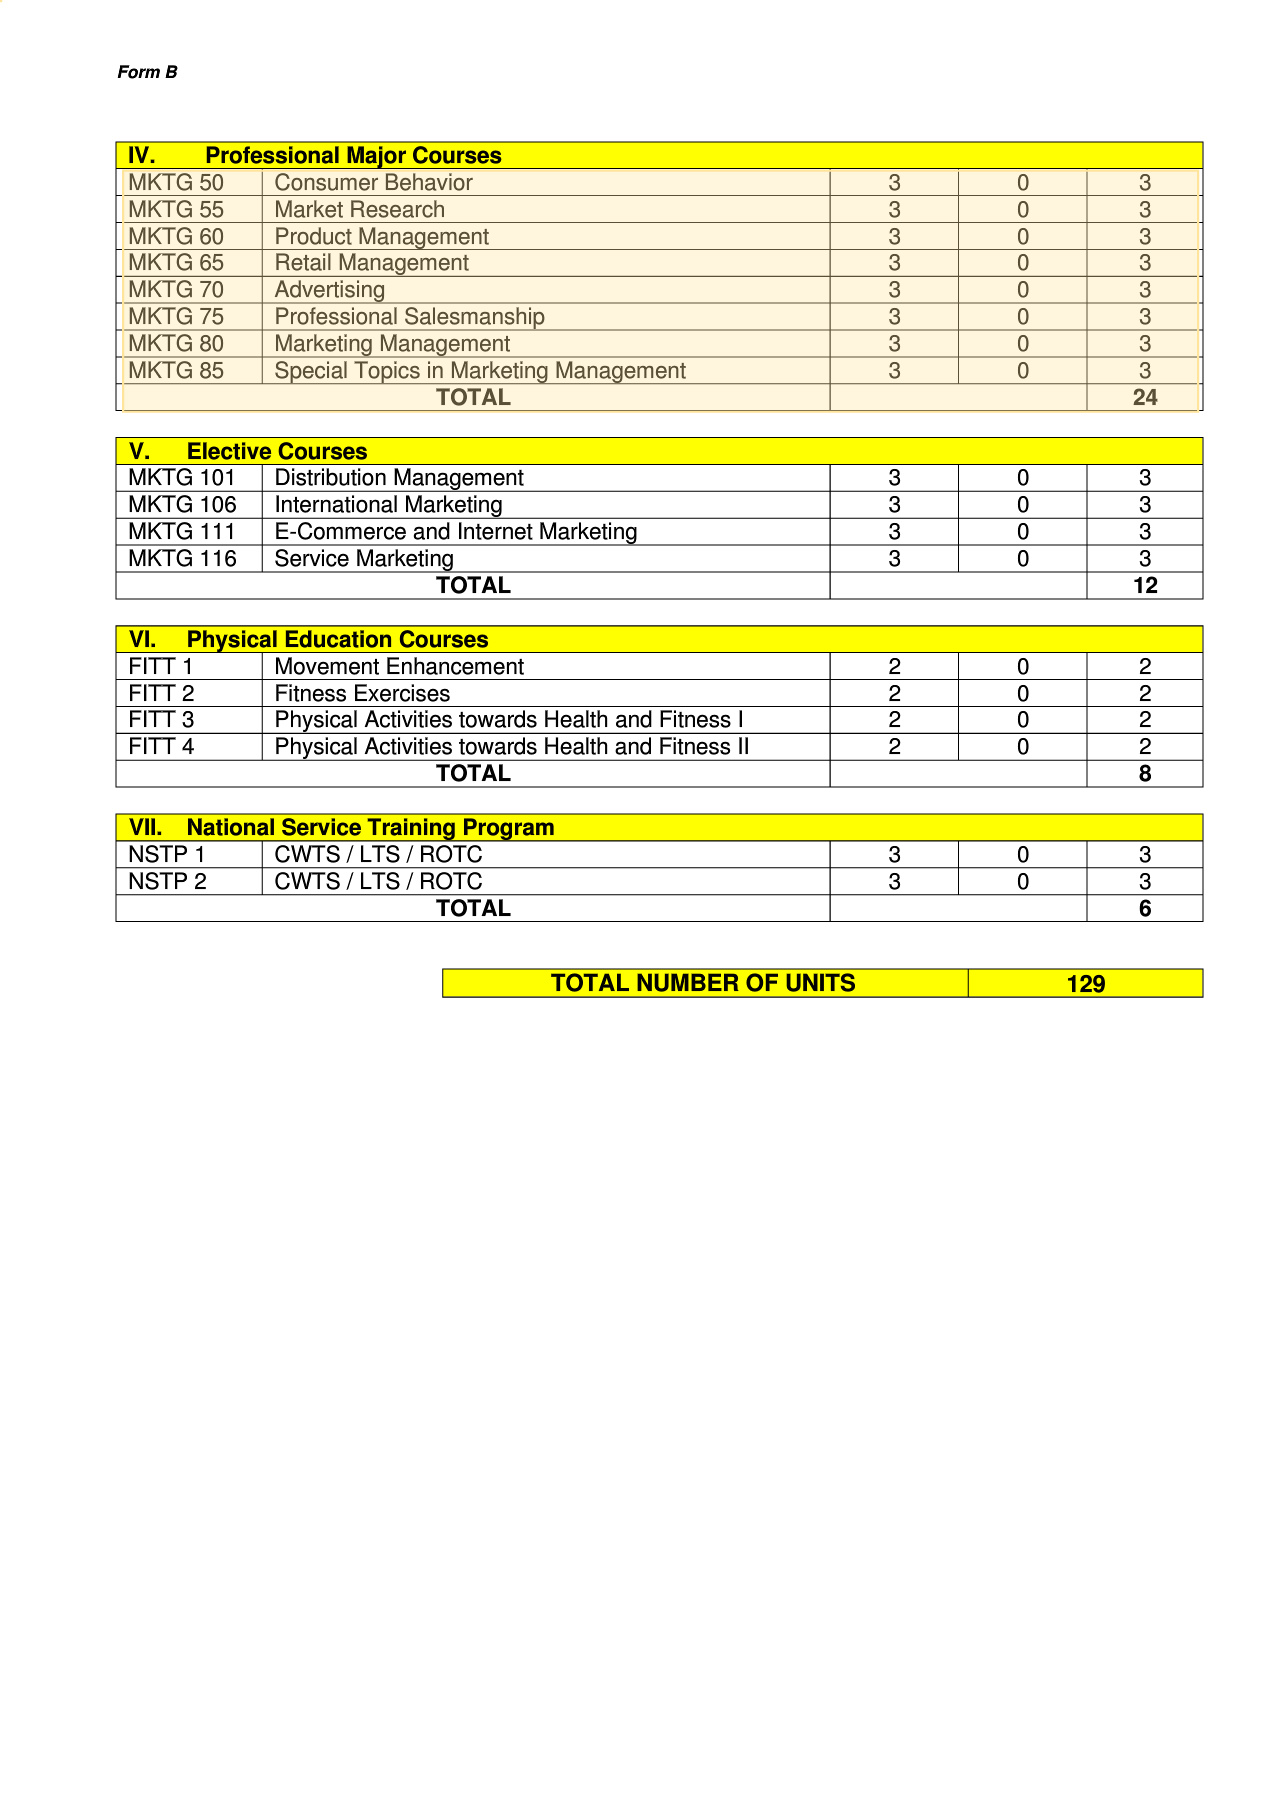 Form B
IV. Professional Major Courses
MKTG 50 Consumer Behavior 3 0 3
MKTG 55 Market Research 3 0 3
MKTG 60 Product Management 3 0 3
MKTG 65 Retail Management 3 0 3
MKTG 70 Advertising 3 0 3
MKTG 75 Professional Salesmanship 3 0 3
MKTG 80 Marketing Management 3 0 3
MKTG 85 Special Topics in Marketing Management 3 0 3
TOTAL 24
V. Elective Courses
MKTG 101 Distribution Management 3 0 3
MKTG 106 International Marketing 3 0 3
MKTG 111 E-Commerce and Internet Marketing 3 0 3
MKTG 116 Service Marketing 3 0 3
TOTAL 12
VI. Physical Education Courses
FITT 1 Movement Enhancement 2 0 2
FITT 2 Fitness Exercises 2 0 2
FITT 3 Physical Activities towards Health and Fitness I 2 0 2
FITT 4 Physical Activities towards Health and Fitness II 2 0 2
TOTAL 8
VII. National Service Training Program
NSTP 1 CWTS / LTS / ROTC 3 0 3
NSTP 2 CWTS / LTS / ROTC 3 0 3
TOTAL 6
TOTAL NUMBER OF UNITS 129